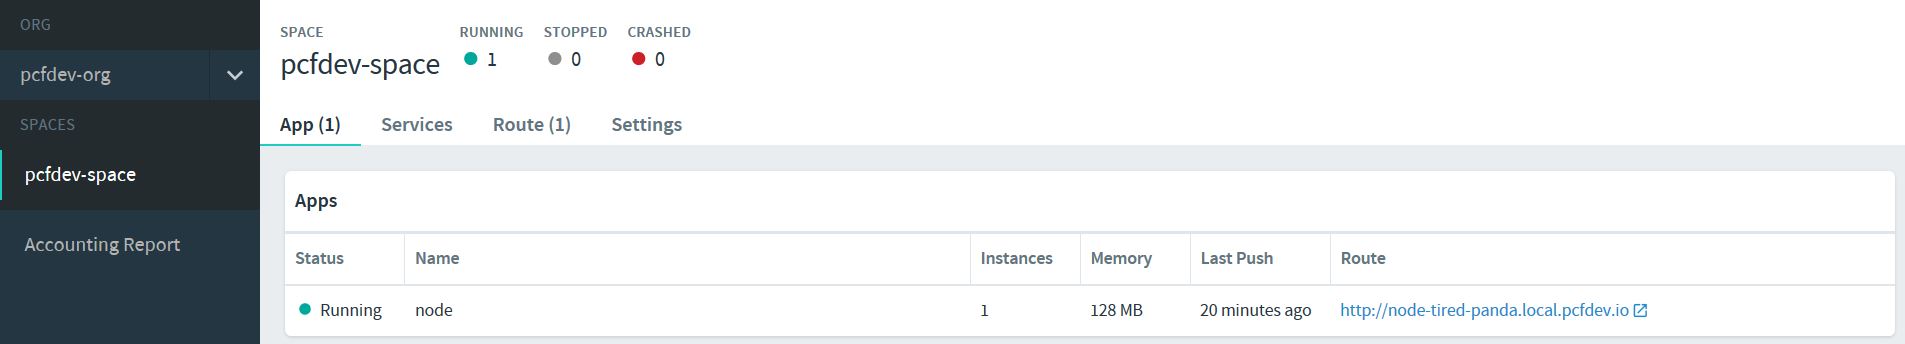 ORG
pcfdev-org
SPACES
pcfdev-space
Accounting Report
SPACE RUNNING STOPPED CRASHED
pcfdev-space 1 0 0
App (1) Services Route (1) Settings
Apps
Status Name Instances Memory Last Push Route
Running node 1 128 MB 20 minutes ago http://node-tired-panda.local.pcfdev.io